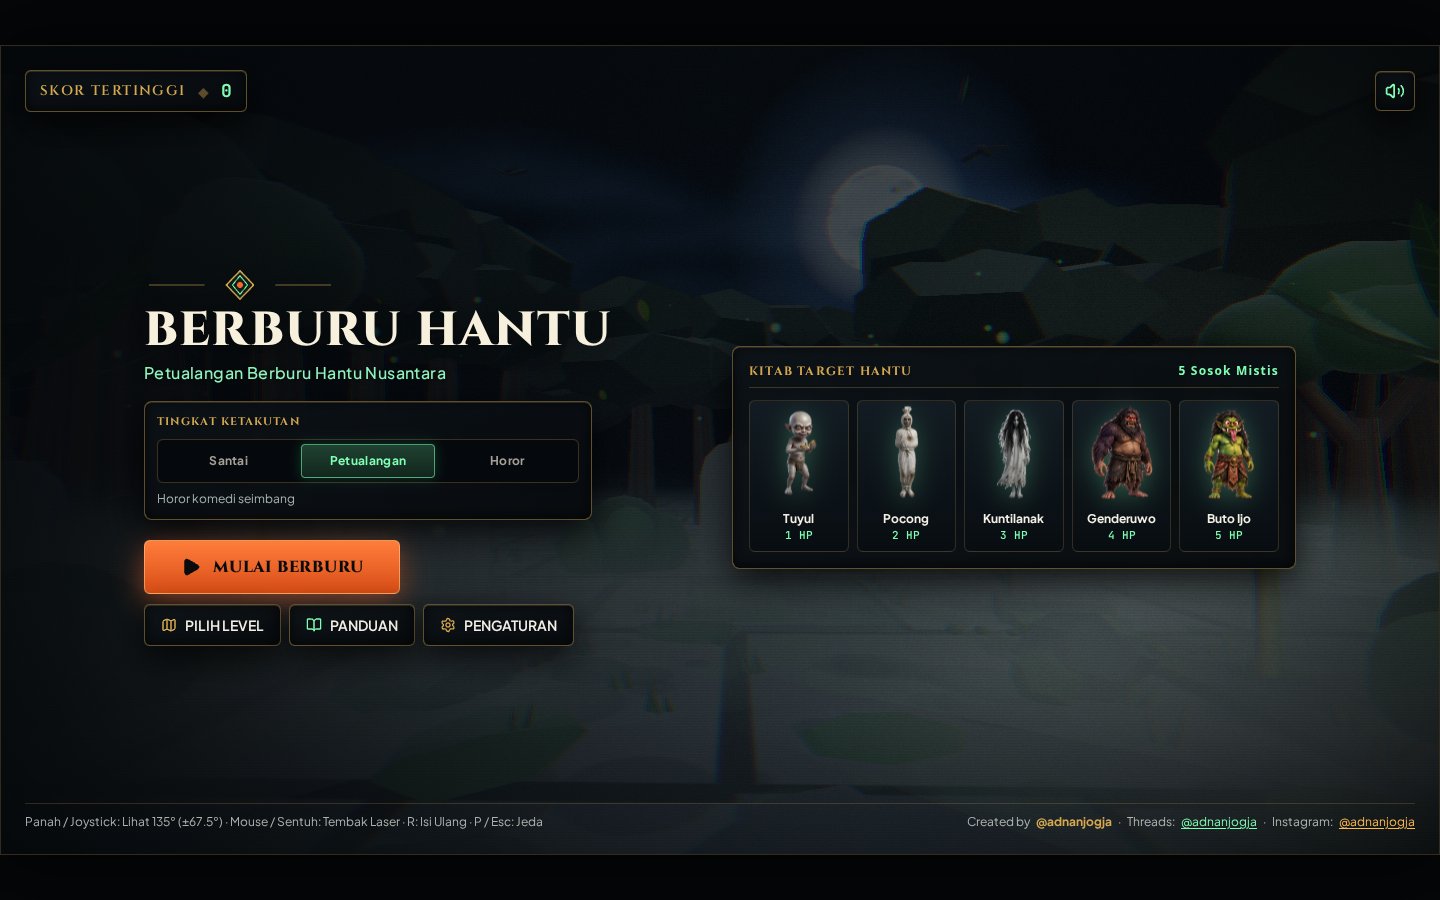 SKOR TERTINGGI ◆ 0
BERBURU HANTU
Petualangan Berburu Hantu Nusantara
TINGKAT KETAKUTAN
Santai Petualangan Horor
Horor komedi seimbang
MULAI BERBURU
PILIH LEVEL PANDUAN PENGATURAN
KITAB TARGET HANTU 5 Sosok Mistis
Tuyul Pocong Kuntilanak Genderuwo Buto Ijo
1 HP 2 HP 3 HP 4 HP 5 HP
Panah / Joystick: Lihat 135° (±67.5°) · Mouse / Sentuh: Tembak Laser · R: Isi Ulang · P / Esc: Jeda
Created by @adnanjogja · Threads: @adnanjogja · Instagram: @adnanjogja